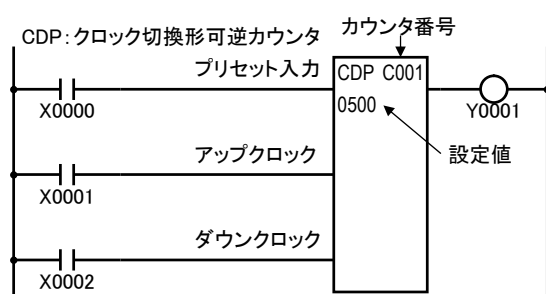 CDP:クロック切換形可逆カウンタ
カウンタ番号
プリセット入力
CDP C001
X0000
0500
Y0001
アップクロック
設定値
X0001
ダウンクロック
X0002